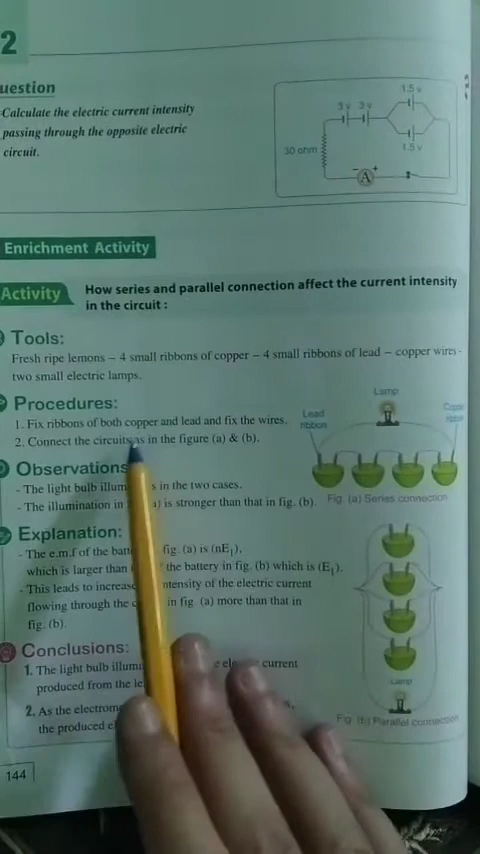 2
uestion
Calculate the electric current intensity
passing through the opposite electric
circuit.
1.5 v
3 v 3 v
1.5 v
30 ohm
- A +
Enrichment Activity
Activity
How series and parallel connection affect the current intensity
in the circuit :
Tools:
Fresh ripe lemons – 4 small ribbons of copper – 4 small ribbons of lead – copper wires -
two small electric lamps.
Procedures:
1. Fix ribbons of both copper and lead and fix the wires.
2. Connect the circuits as in the figure (a) & (b).
Lamp
Lead
ribbon
Fig. (a) Series connection
Observations
- The light bulb illum s in the two cases.
- The illumination in a) is stronger than that in fig. (b).
Explanation:
- The e.m.f of the batt fig. (a) is (nE1),
which is larger than the battery in fig. (b) which is (E1).
- This leads to increase ntensity of the electric current
flowing through the c in fig (a) more than that in
fig. (b).
Conclusions:
1. The light bulb illumi e ele current
produced from the le
2. As the electrom s,
the produced e
Lamp
Fig. (b) Parallel connection
144